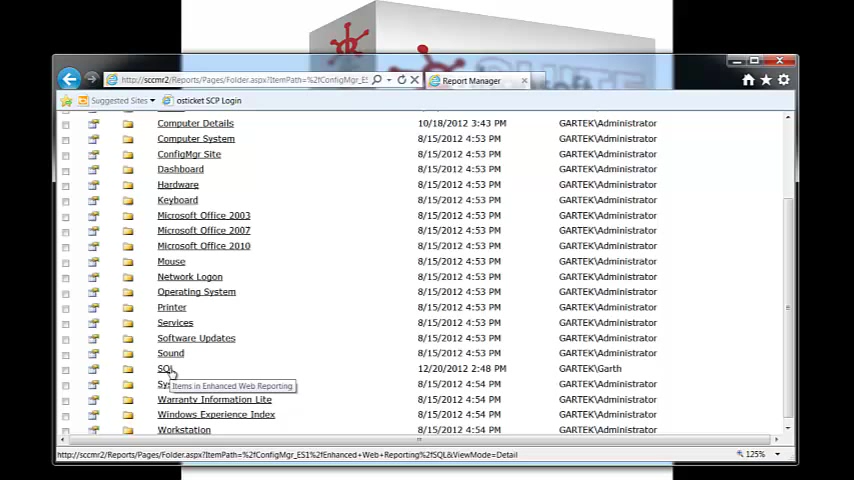 http://sccmr2/Reports/Pages/Folder.aspx?ItemPath=%2fConfigMgr_ES1
Report Manager
Suggested Sites
osticket SCP Login
Computer Details 10/18/2012 3:43 PM GARTEK\Administrator
Computer System 8/15/2012 4:53 PM GARTEK\Administrator
ConfigMgr Site 8/15/2012 4:53 PM GARTEK\Administrator
Dashboard 8/15/2012 4:53 PM GARTEK\Administrator
Hardware 8/15/2012 4:53 PM GARTEK\Administrator
Keyboard 8/15/2012 4:53 PM GARTEK\Administrator
Microsoft Office 2003 8/15/2012 4:53 PM GARTEK\Administrator
Microsoft Office 2007 8/15/2012 4:53 PM GARTEK\Administrator
Microsoft Office 2010 8/15/2012 4:53 PM GARTEK\Administrator
Mouse 8/15/2012 4:53 PM GARTEK\Administrator
Network Logon 8/15/2012 4:53 PM GARTEK\Administrator
Operating System 8/15/2012 4:53 PM GARTEK\Administrator
Printer 8/15/2012 4:53 PM GARTEK\Administrator
Services 8/15/2012 4:53 PM GARTEK\Administrator
Software Updates 8/15/2012 4:53 PM GARTEK\Administrator
Sound 8/15/2012 4:53 PM GARTEK\Administrator
SQL 12/20/2012 2:48 PM GARTEK\Garth
8/15/2012 4:54 PM GARTEK\Administrator
Items in Enhanced Web Reporting
Warranty Information Lite 8/15/2012 4:54 PM GARTEK\Administrator
Windows Experience Index 8/15/2012 4:54 PM GARTEK\Administrator
Workstation 8/15/2012 4:54 PM GARTEK\Administrator
http://sccmr2/Reports/Pages/Folder.aspx?ItemPath=%2fConfigMgr_ES1%2fEnhanced+Web+Reporting%2fSQL&ViewMode=Detail
125%